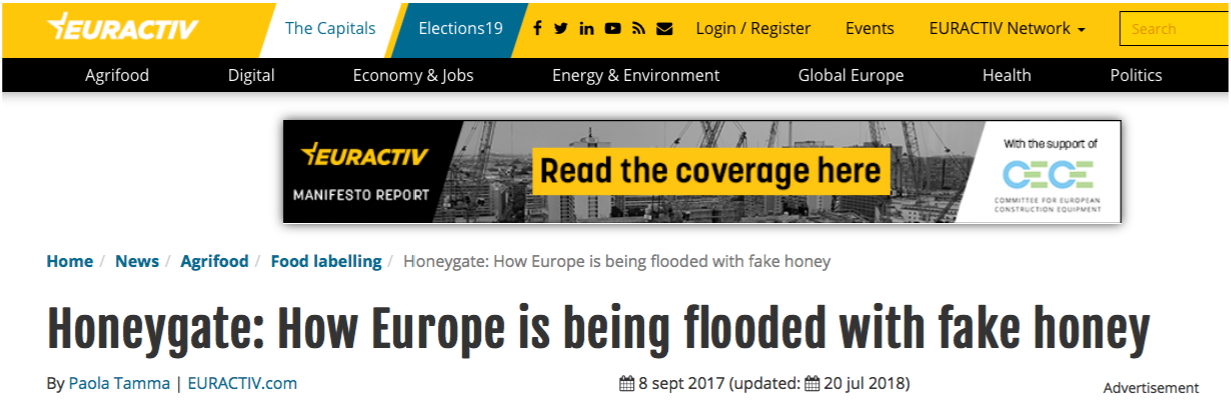 EURACTIV The Capitals Elections19 Login / Register Events EURACTIV Network Search
Agrifood Digital Economy & Jobs Energy & Environment Global Europe Health Politics
EURACTIV
MANIFESTO REPORT
Read the coverage here
With the support of
CECE
COMMITTEE FOR EUROPEAN
CONSTRUCTION EQUIPMENT
Home / News / Agrifood / Food labelling / Honeygate: How Europe is being flooded with fake honey
Honeygate: How Europe is being flooded with fake honey
By Paola Tamma | EURACTIV.com 8 sept 2017 (updated: 20 jul 2018) Advertisement